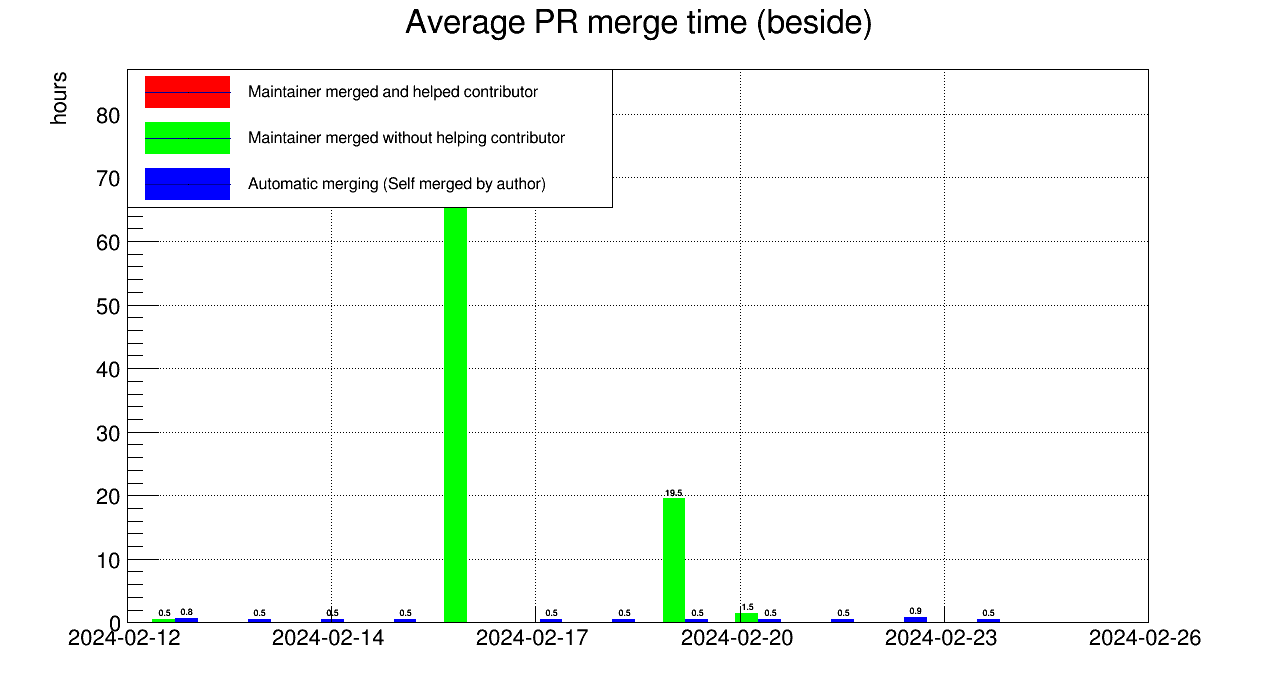 Average PR merge time (beside)
hours
Maintainer merged and helped contributor
Maintainer merged without helping contributor
Automatic merging (Self merged by author)
80
70
60
50
40
30
20
10
0
19.5
0.5 0.8 0.5 0.5 0.5 0.5 0.5 0.5 1.5 0.5 0.5 0.9 0.5
2024-02-12 2024-02-14 2024-02-17 2024-02-20 2024-02-23 2024-02-26